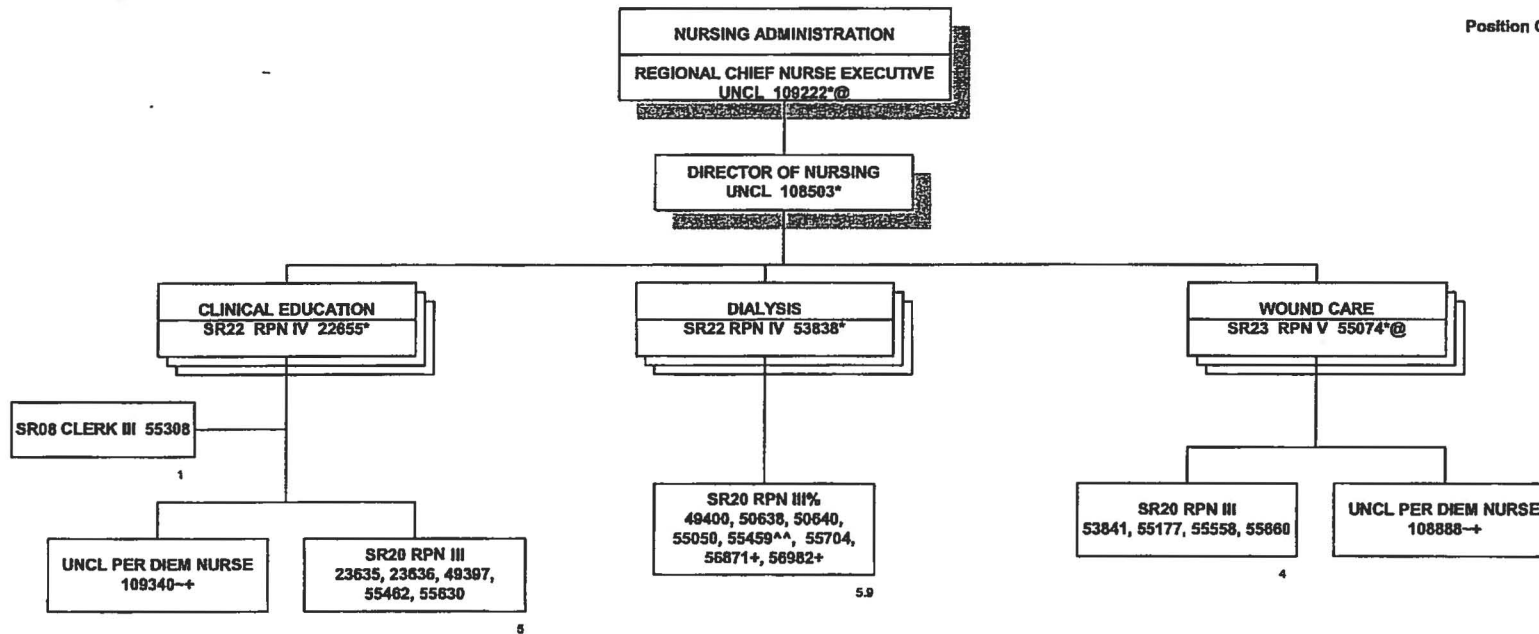 Position
NURSING ADMINISTRATION
REGIONAL CHIEF NURSE EXECUTIVE
UNCL 109222*@
DIRECTOR OF NURSING
UNCL 108503*
CLINICAL EDUCATION
SR22 RPN IV 22655*
DIALYSIS
SR22 RPN IV 53838*
WOUND CARE
SR23 RPN V 55074*@
SR08 CLERK III 55308
1
UNCL PER DIEM NURSE
109340~+
SR20 RPN III
23635, 23636, 49397,
55462, 55630
5
SR20 RPN III%
49400, 50638, 50640,
55050, 55459^^, 55704,
56871+, 56982+
5.9
SR20 RPN III
53841, 55177, 55558, 55660
4
UNCL PER DIEM NURSE
108888~+